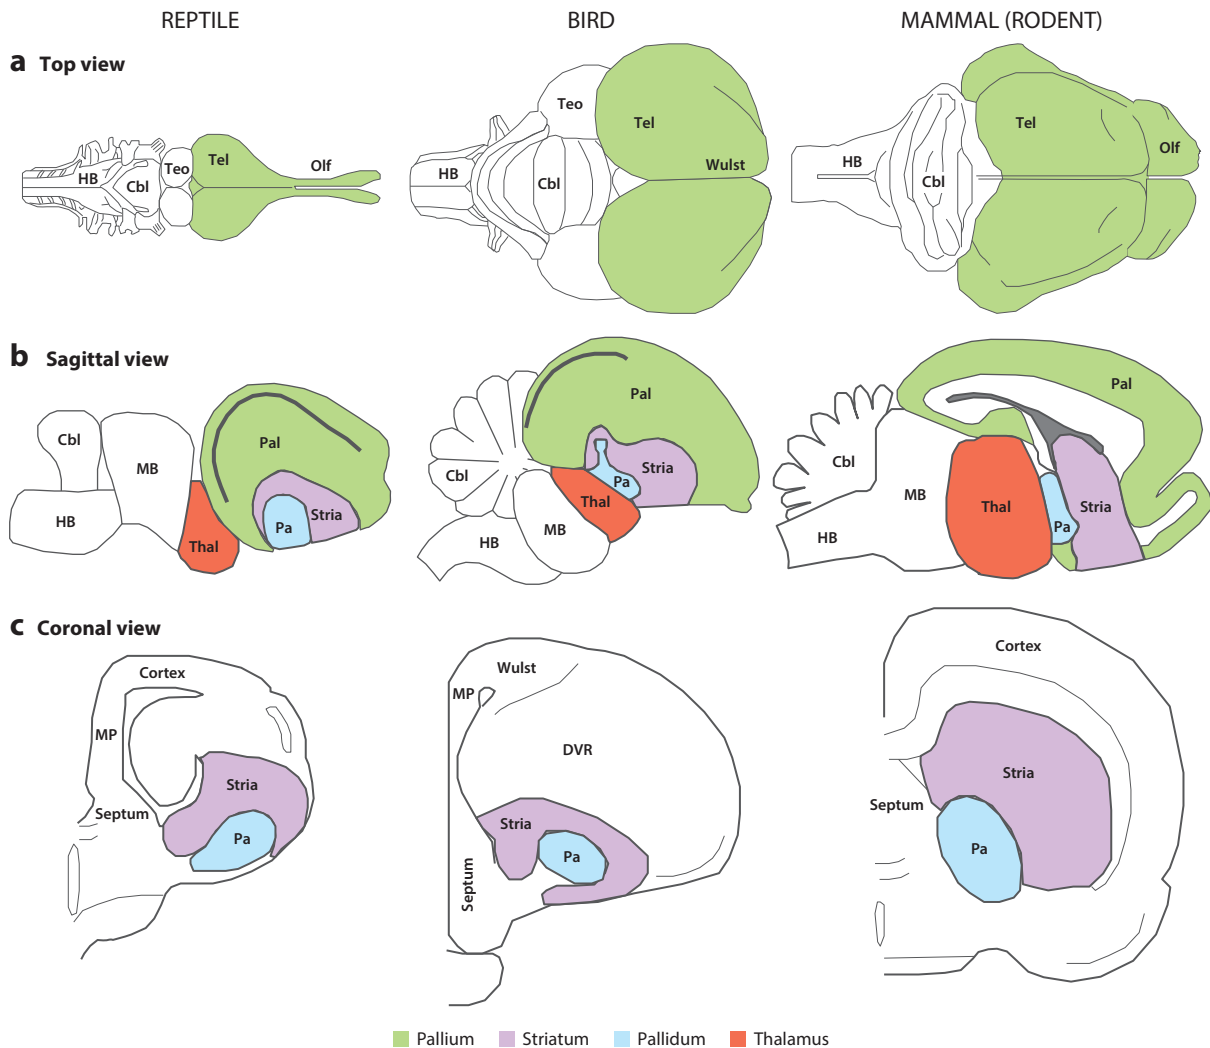 REPTILE BIRD MAMMAL (RODENT)
a Top view
HB Cbl Teo Tel Olf
HB Cbl Teo Tel Wulst
HB Cbl Tel Olf
b Sagittal view
Cbl HB MB Thal Pal Pa Stria
Cbl HB MB Thal Pal Pa Stria
Cbl HB MB Thal Pal Pa Stria
c Coronal view
Cortex
MP
Stria
Septum
Pa
Wulst
MP
DVR
Stria
Pa
Septum
Cortex
Stria
Septum
Pa
Pallium Striatum Pallidum Thalamus